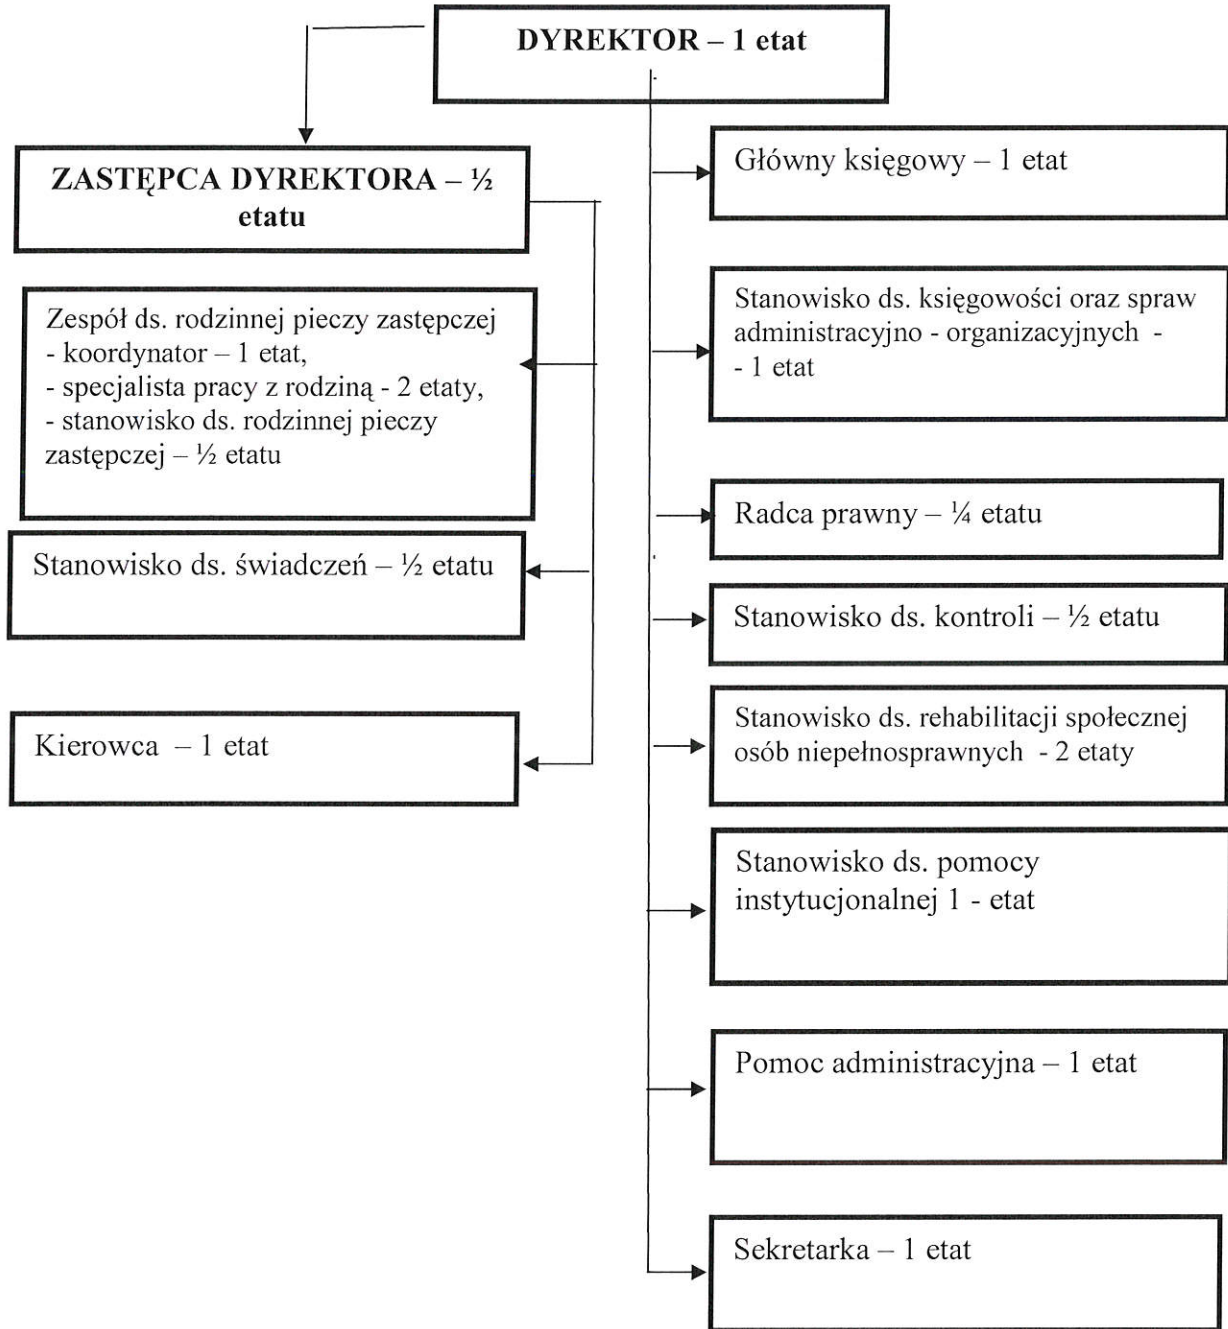 DYREKTOR – 1 etat
ZASTĘPCA DYREKTORA – ½
etatu
Zespół ds. rodzinnej pieczy zastępczej
- koordynator – 1 etat,
- specjalista pracy z rodziną - 2 etaty,
- stanowisko ds. rodzinnej pieczy
zastępczej – ½ etatu
Stanowisko ds. świadczeń – ½ etatu
Kierowca – 1 etat
Główny księgowy – 1 etat
Stanowisko ds. księgowości oraz spraw
administracyjno - organizacyjnych -
- 1 etat
Radca prawny – ¼ etatu
Stanowisko ds. kontroli – ½ etatu
Stanowisko ds. rehabilitacji społecznej
osób niepełnosprawnych - 2 etaty
Stanowisko ds. pomocy
instytucjonalnej 1 - etat
Pomoc administracyjna – 1 etat
Sekretarka – 1 etat